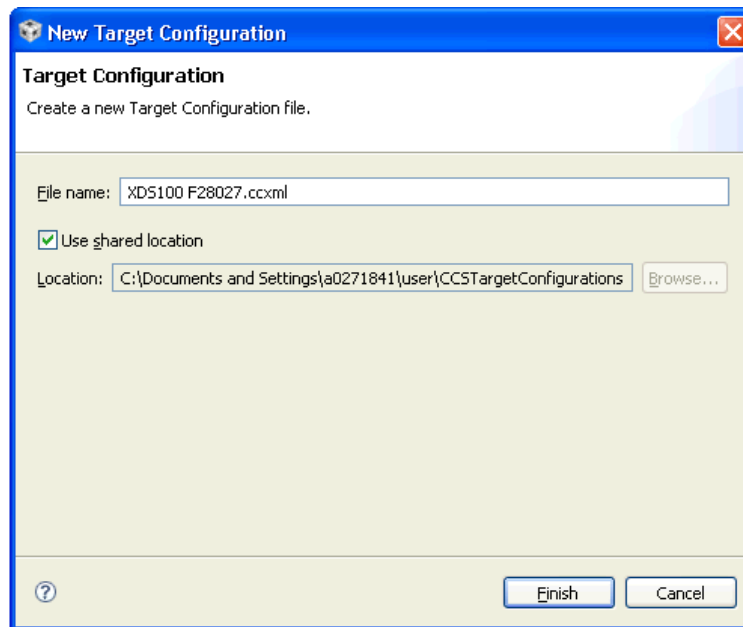 New Target Configuration
Target Configuration
Create a new Target Configuration file.
File name: XDS100 F28027.ccxml
Use shared location
Location: C:\Documents and Settings\a0271841\user\CCSTargetConfigurations Browse...
? Finish Cancel